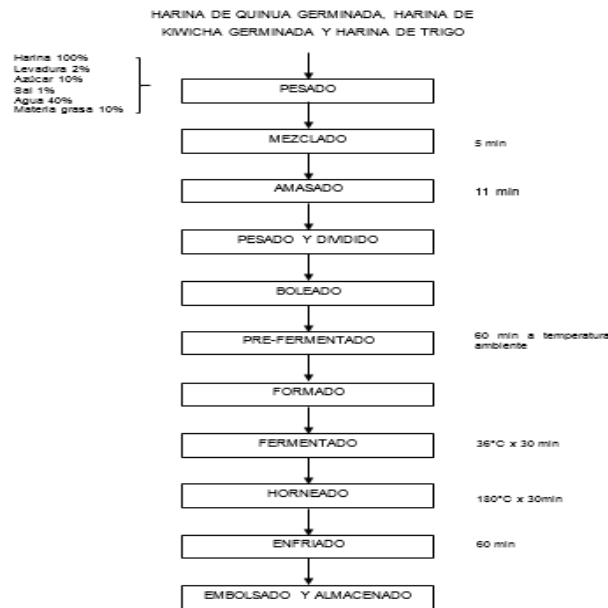 HARINA DE QUINUA GERMINADA, HARINA DE
KIWICHA GERMINADA Y HARINA DE TRIGO
Harina 100%
Levadura 2%
Azúcar 10%
Sal 1%
Agua 40%
Materia grasa 10%
PESADO
MEZCLADO
5 min
AMASADO
11 min
PESADO Y DIVIDIDO
BOLEADO
PRE-FERMENTADO
60 min a temperatura
ambiente
FORMADO
FERMENTADO
36°C x 30 min
HORNEADO
180°C x 30min
ENFRIADO
60 min
EMBOLSADO Y ALMACENADO